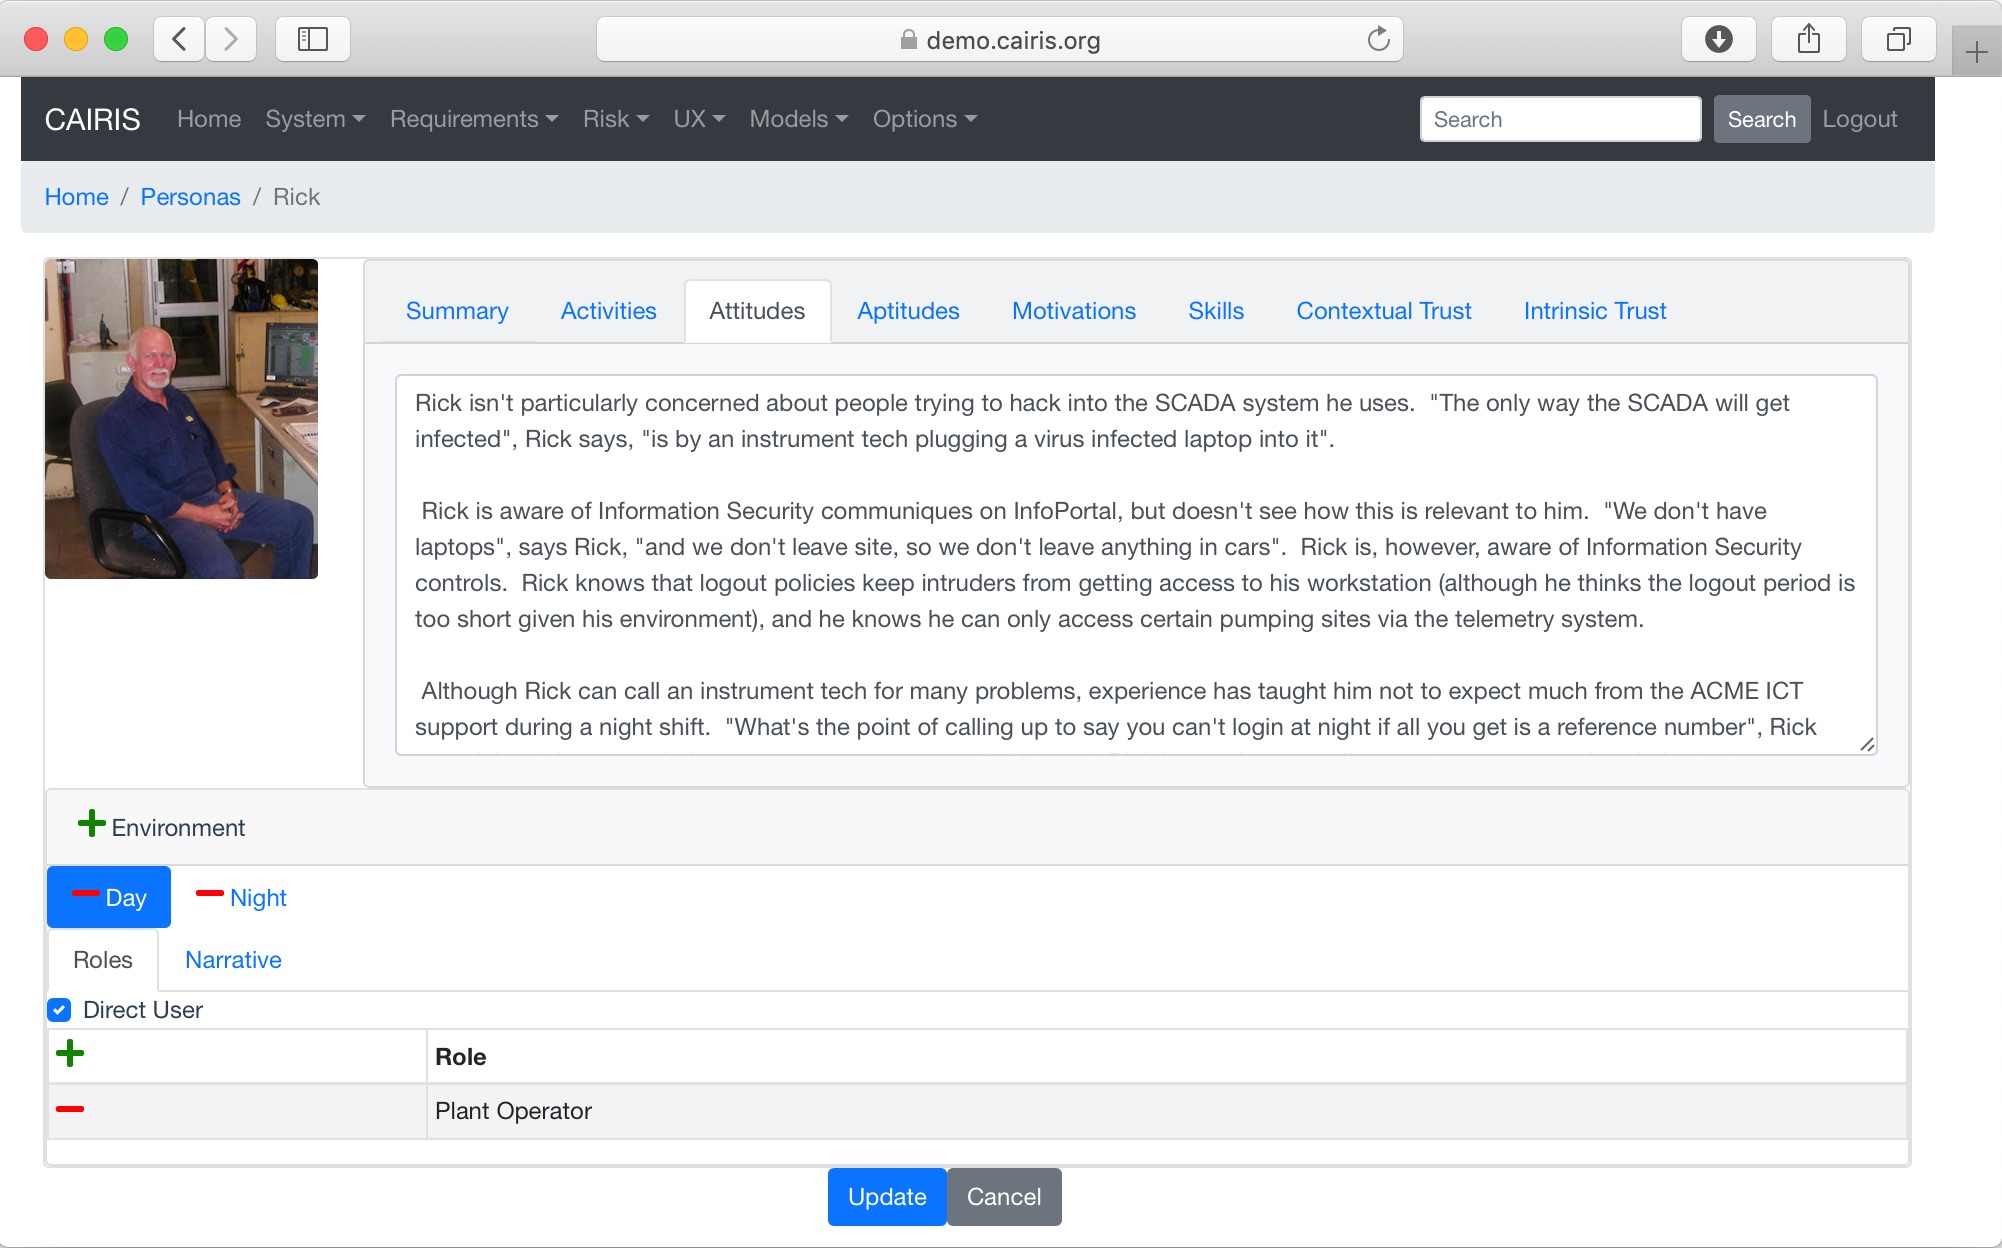 demo.cairis.org
CAIRIS Home System Requirements Risk UX Models Options Search Search Logout
Home / Personas / Rick
Summary Activities Attitudes Aptitudes Motivations Skills Contextual Trust Intrinsic Trust
Rick isn't particularly concerned about people trying to hack into the SCADA system he uses.  "The only way the SCADA will get
infected", Rick says, "is by an instrument tech plugging a virus infected laptop into it".
Rick is aware of Information Security communiques on InfoPortal, but doesn't see how this is relevant to him.  "We don't have
laptops", says Rick, "and we don't leave site, so we don't leave anything in cars".  Rick is, however, aware of Information Security
controls.  Rick knows that logout policies keep intruders from getting access to his workstation (although he thinks the logout period is
too short given his environment), and he knows he can only access certain pumping sites via the telemetry system.
Although Rick can call an instrument tech for many problems, experience has taught him not to expect much from the ACME ICT
support during a night shift.  "What's the point of calling up to say you can't login at night if all you get is a reference number", Rick
Environment
Day Night
Roles Narrative
Direct User
Role
Plant Operator
Update Cancel